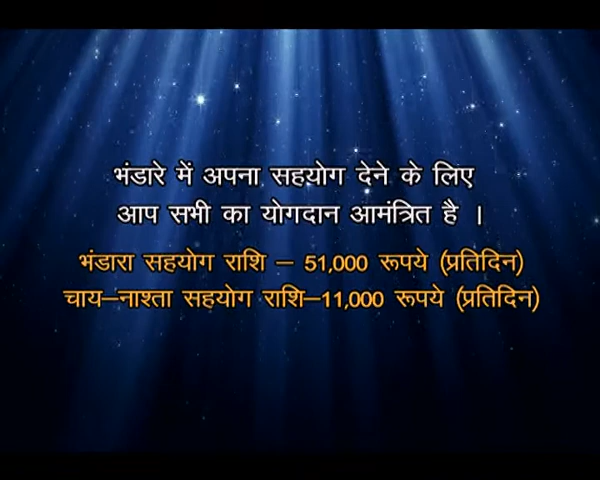 भंडारे में अपना सहयोग देने के लिए
आप सभी का योगदान आमंत्रित है ।
भंडारा सहयोग राशि – 51,000 रूपये (प्रतिदिन)
चाय–नाश्ता सहयोग राशि–11,000 रूपये (प्रतिदिन)